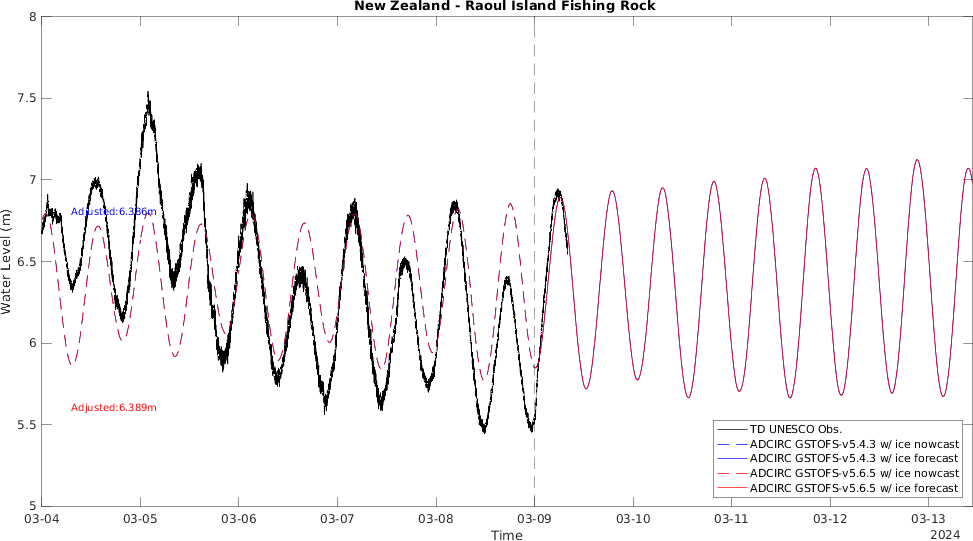 New Zealand - Raoul Island Fishing Rock
8
7.5
7
6.5
6
5.5
5
Water Level (m)
Adjusted:6.386m
Adjusted:6.389m
TD UNESCO Obs.
ADCIRC GSTOFS-v5.4.3 w/ ice nowcast
ADCIRC GSTOFS-v5.4.3 w/ ice forecast
ADCIRC GSTOFS-v5.6.5 w/ ice nowcast
ADCIRC GSTOFS-v5.6.5 w/ ice forecast
03-04 03-05 03-06 03-07 03-08 03-09 03-10 03-11 03-12 03-13
Time
2024